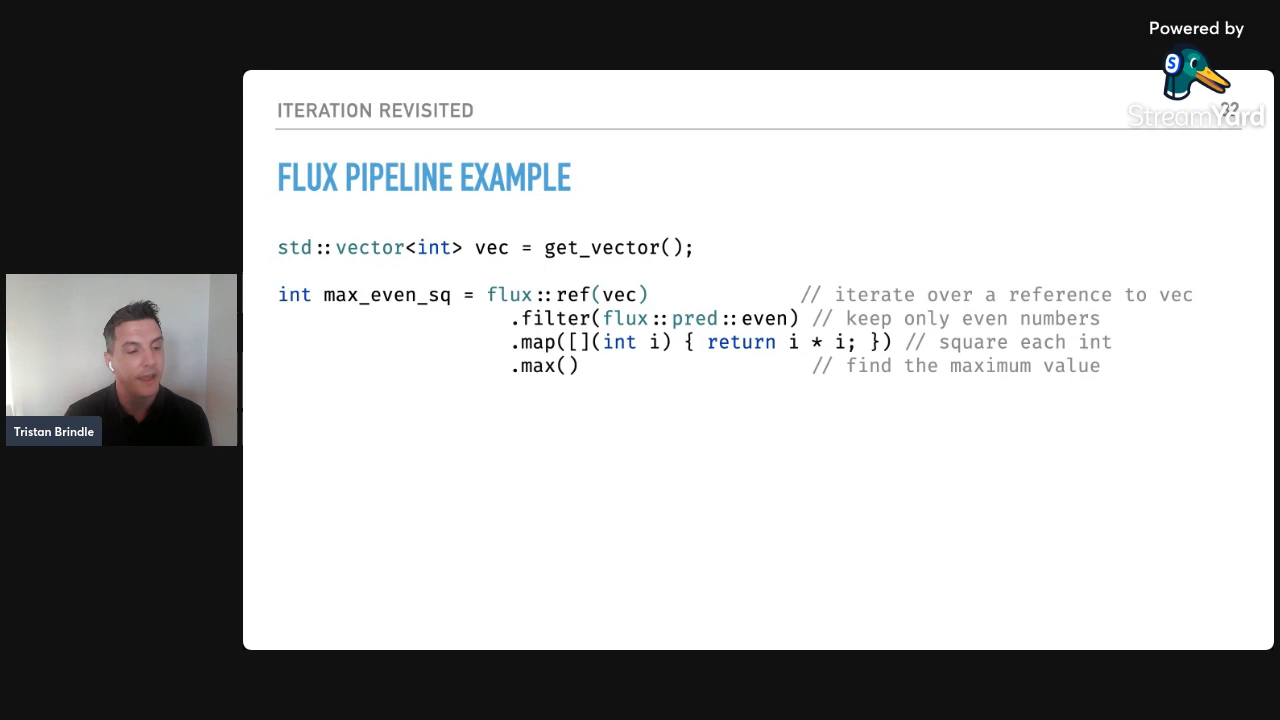 Powered by
StreamYard
ITERATION REVISITED
FLUX PIPELINE EXAMPLE
std::vector<int> vec = get_vector();
int max_even_sq = flux::ref(vec)             // iterate over a reference to vec
                    .filter(flux::pred::even) // keep only even numbers
                    .map([](int i) { return i * i; }) // square each int
                    .max()                    // find the maximum value
Tristan Brindle